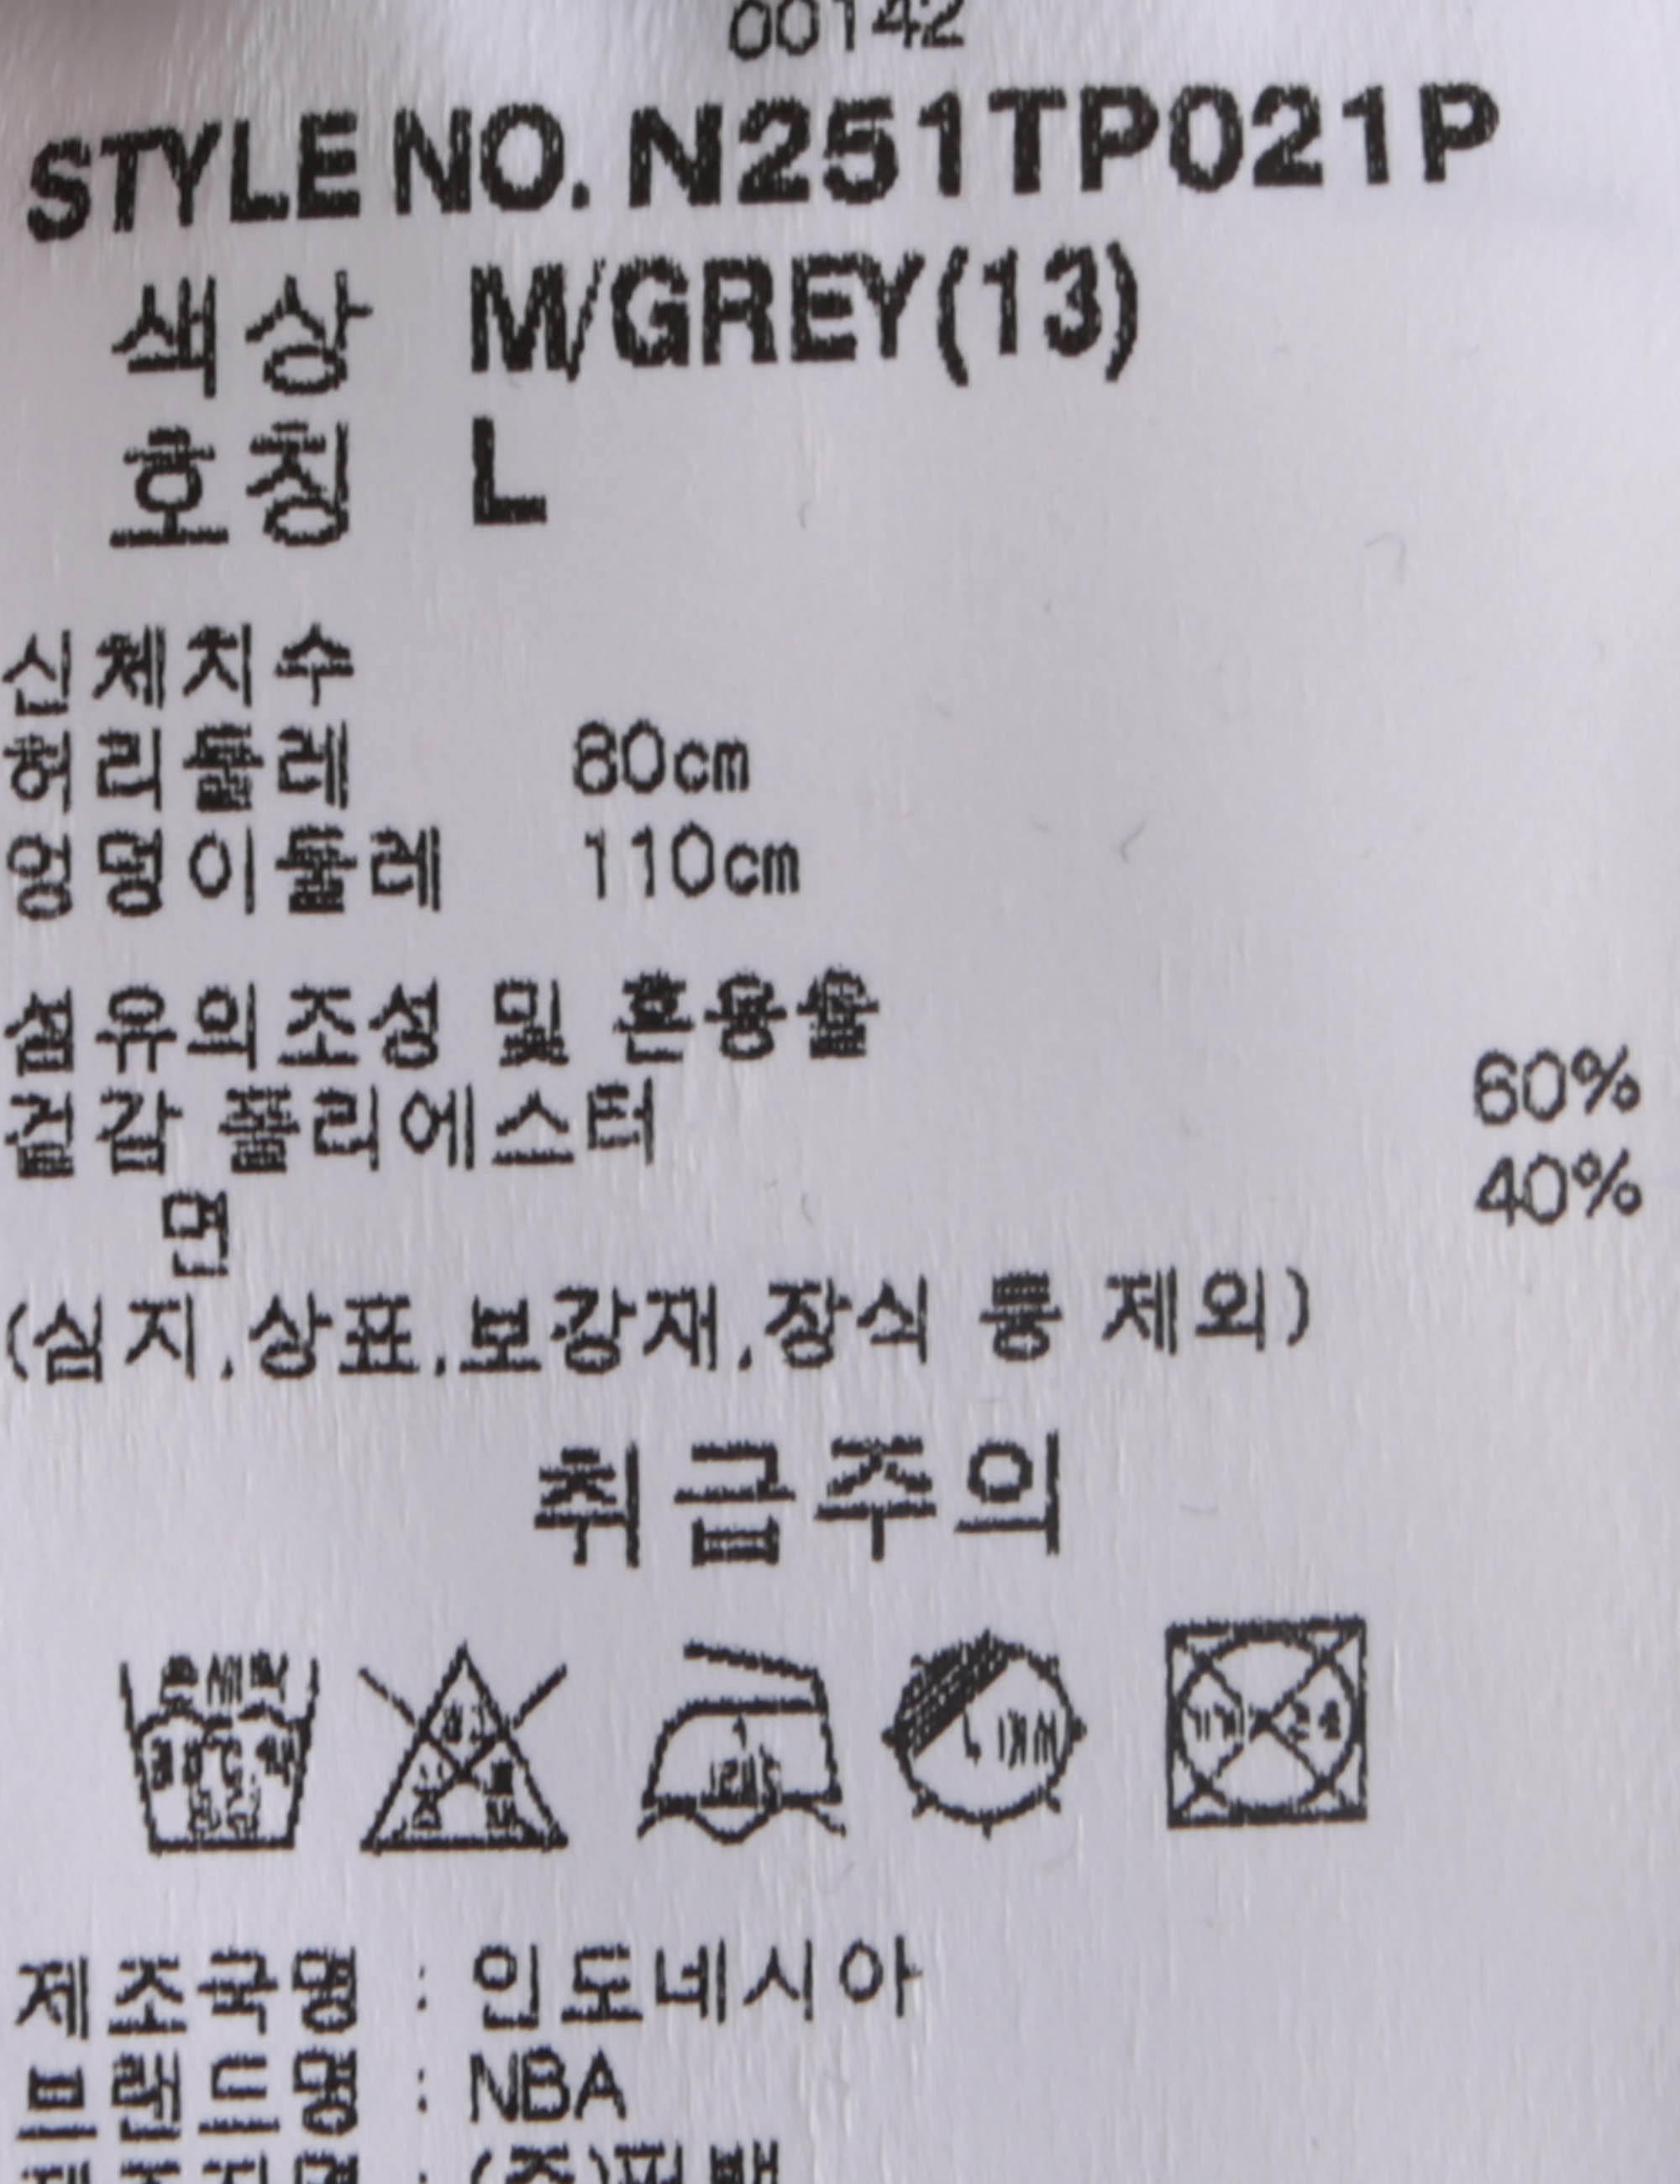 00142
STYLE NO. N251TP021P
색상 M/GREY(13)
호칭 L
신체치수
허리둘레 80cm
엉덩이둘레 110cm
섬유의조성 및 혼용율
겉감 폴리에스터 60%
면 40%
(심지,상표,보강재,장식 등 제외)
취급주의
제조국명 : 인도네시아
브랜드명 : NBA